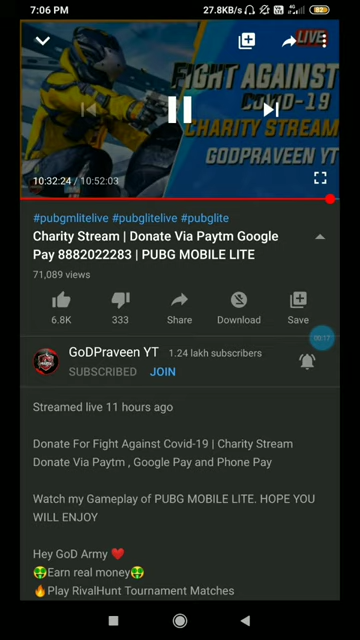 7:06 PM
27.8KB/s
4G
82
LIVE
FIGHT AGAINST
COVID-19
CHARITY STREAM
GODPRAVEEN YT
10:32:24 / 10:52:03
#pubgmlitelive #pubglitelive #pubglite
Charity Stream | Donate Via Paytm Google
Pay 8882022283 | PUBG MOBILE LITE
71,089 views
6.8K
333
Share
Download
Save
00:17
GoDPraveen YT 1.24 lakh subscribers
SUBSCRIBED JOIN
Streamed live 11 hours ago
Donate For Fight Against Covid-19 | Charity Stream
Donate Via Paytm , Google Pay and Phone Pay
Watch my Gameplay of PUBG MOBILE LITE. HOPE YOU
WILL ENJOY
Hey GoD Army ❤️
🤑Earn real money🤑
🔥Play RivalHunt Tournament Matches